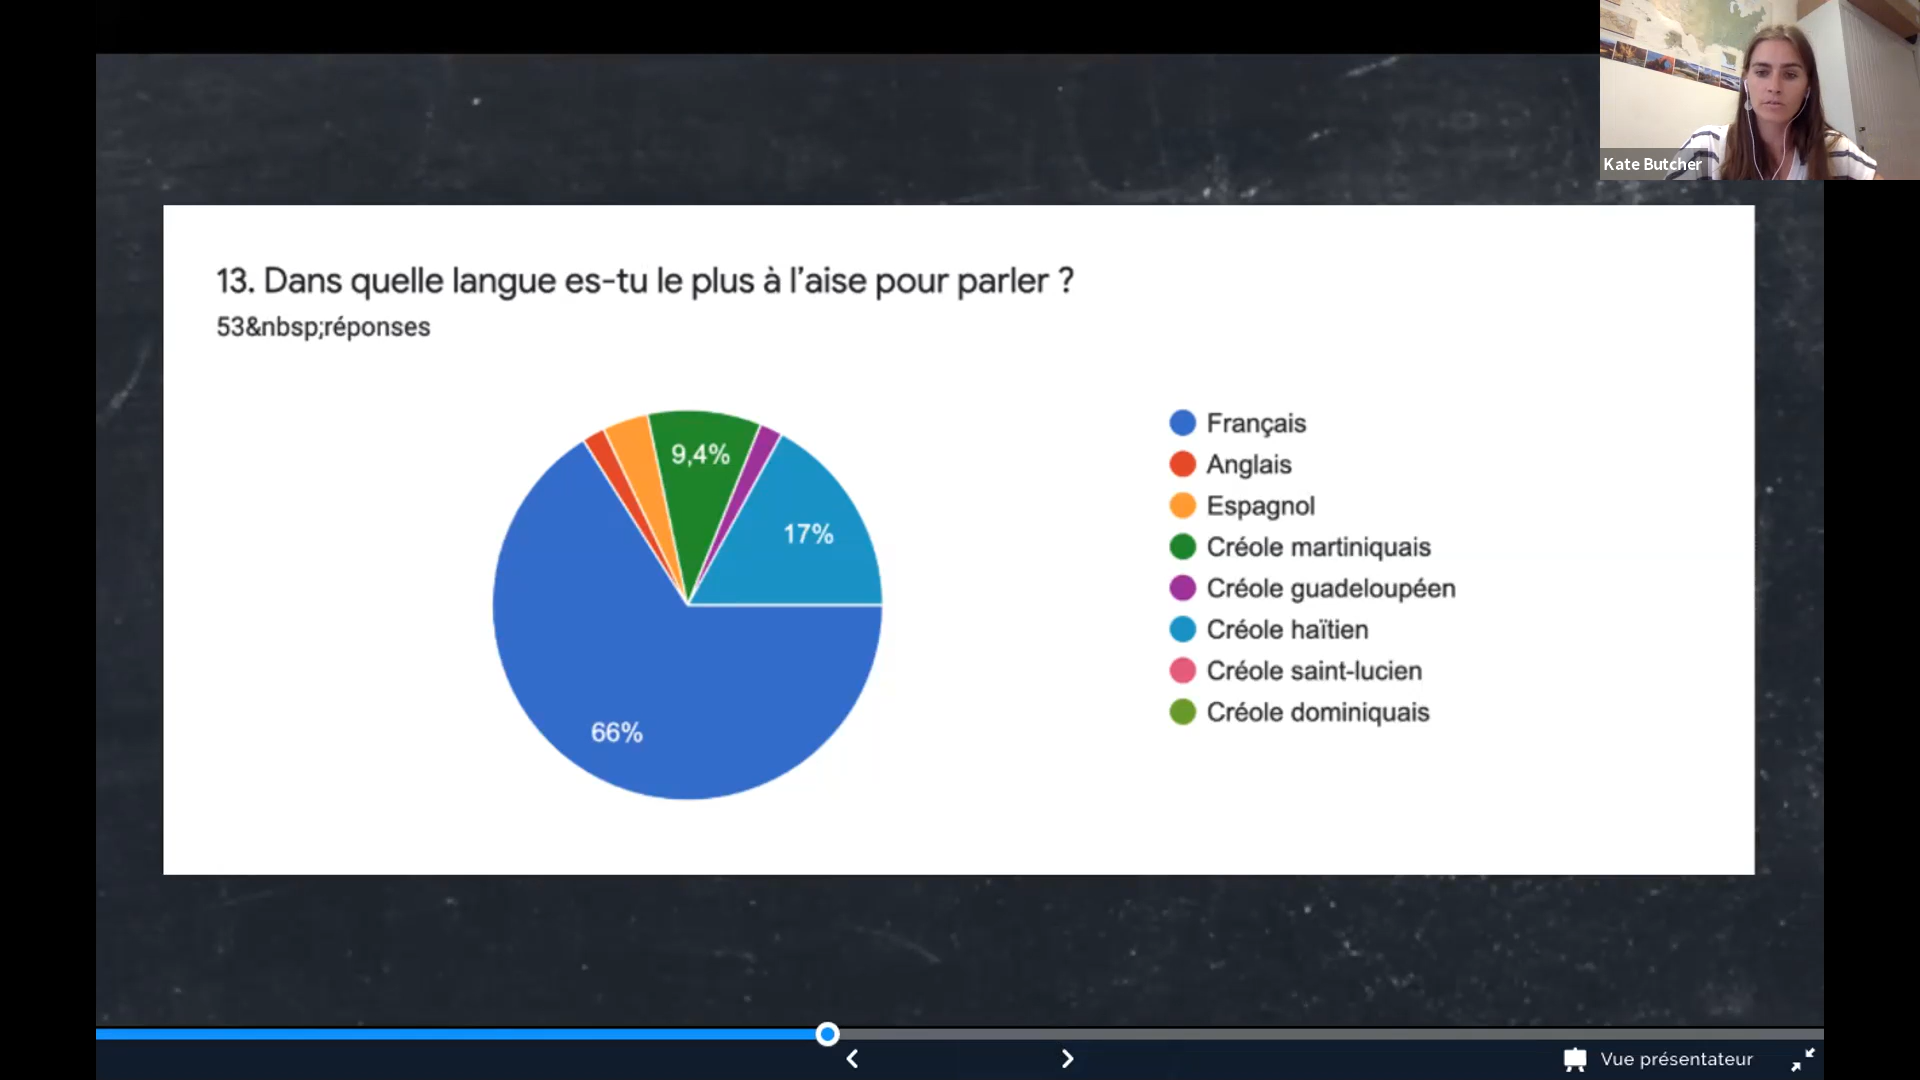 Kate Butcher
13. Dans quelle langue es-tu le plus à l’aise pour parler ?
53&nbsp;réponses
9,4%
17%
66%
Français
Anglais
Espagnol
Créole martiniquais
Créole guadeloupéen
Créole haïtien
Créole saint-lucien
Créole dominiquais
Vue présentateur